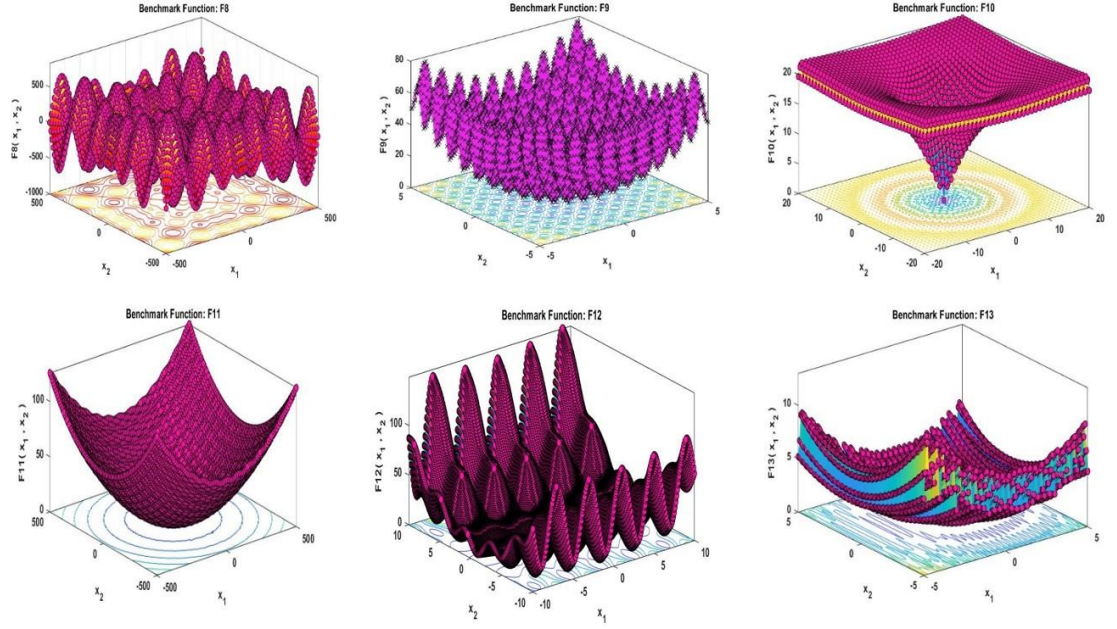 Benchmark Function: F8
F8( x1 , x2 )
500
0
-500
-1000
500
0
-500
x2
-500
0
500
x1
Benchmark Function: F9
F9( x1 , x2 )
80
60
40
20
0
5
0
-5
x2
-5
0
5
x1
Benchmark Function: F10
F10( x1 , x2 )
20
15
10
5
0
20
10
0
-10
-20
x2
-20
-10
0
10
20
x1
Benchmark Function: F11
F11( x1 , x2 )
100
50
0
500
0
-500
x2
-500
0
500
x1
Benchmark Function: F12
F12( x1 , x2 )
100
50
0
10
5
0
-5
-10
x2
-10
-5
0
5
10
x1
Benchmark Function: F13
F13( x1 , x2 )
10
5
0
5
0
-5
x2
-5
0
5
x1